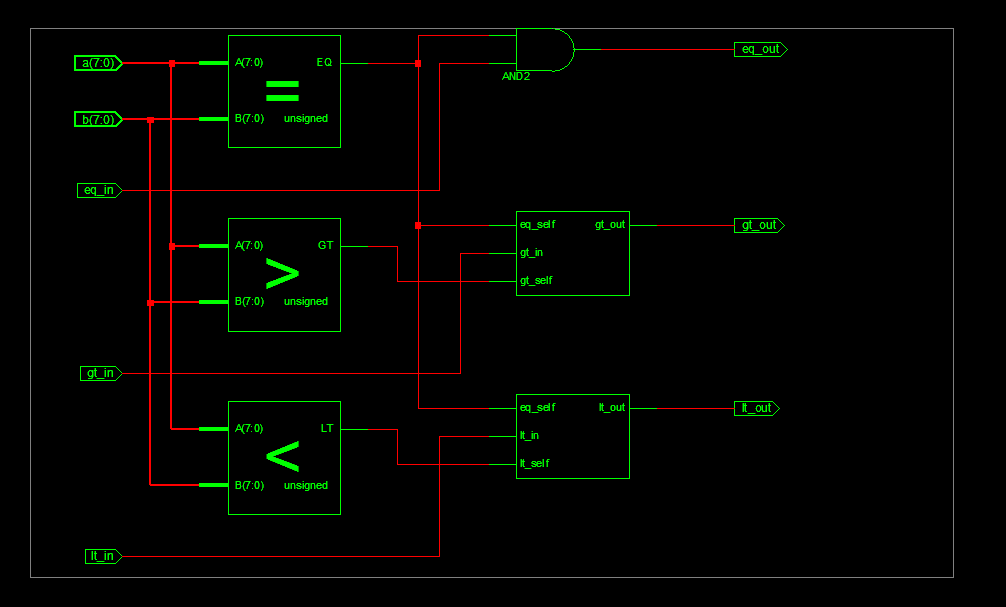 a(7:0)
A(7:0)
EQ
eq_out
AND2
b(7:0)
B(7:0)
unsigned
=
eq_in
A(7:0)
GT
eq_self
gt_out
gt_out
gt_in
>
gt_self
B(7:0)
unsigned
gt_in
eq_self
lt_out
lt_out
A(7:0)
LT
lt_in
<
lt_self
B(7:0)
unsigned
lt_in